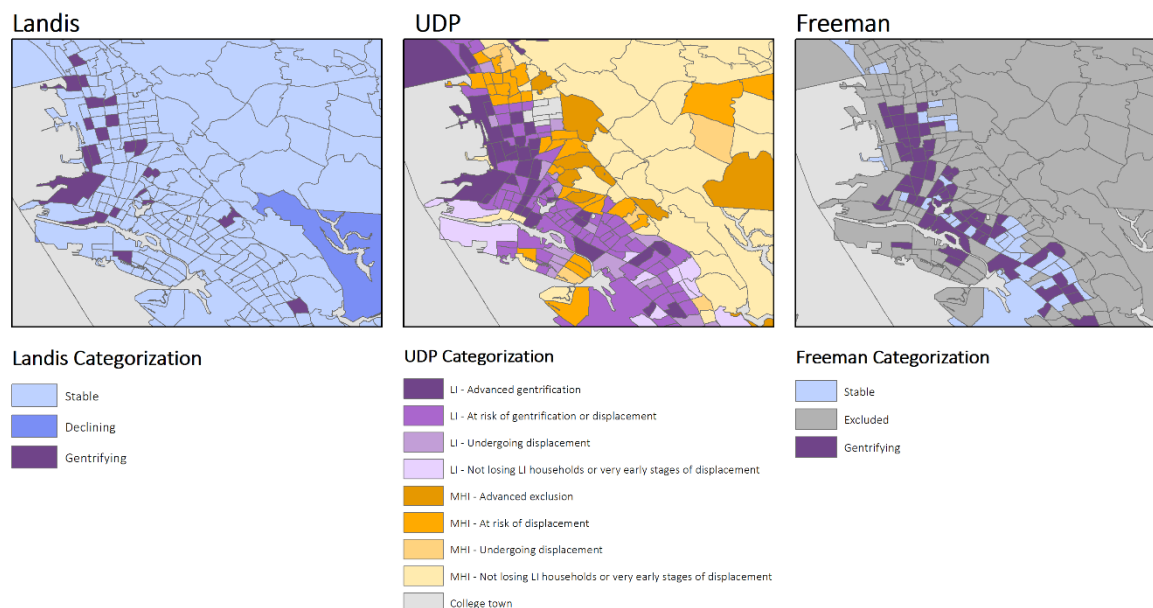 Landis
UDP
Freeman
Landis Categorization
Stable
Declining
Gentrifying
UDP Categorization
LI - Advanced gentrification
LI - At risk of gentrification or displacement
LI - Undergoing displacement
LI - Not losing LI households or very early stages of displacement
MHI - Advanced exclusion
MHI - At risk of displacement
MHI - Undergoing displacement
MHI - Not losing LI households or very early stages of displacement
College town
Freeman Categorization
Stable
Excluded
Gentrifying